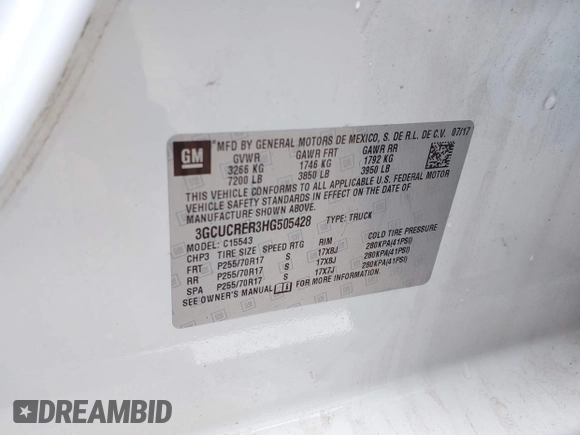 GM
MFD BY GENERAL MOTORS DE MEXICO, S. DE R.L. DE C.V. 07/17
GVWR GAWR FRT GAWR RR
3266 KG 1746 KG 1792 KG
7200 LB 3850 LB 3950 LB
THIS VEHICLE CONFORMS TO ALL APPLICABLE U.S. FEDERAL MOTOR
VEHICLE SAFETY STANDARDS IN EFFECT ON THE DATE OF
MANUFACTURE SHOWN ABOVE.
3GCUCRER3HG505428 TYPE: TRUCK
MODEL: C15543
CHP3 TIRE SIZE SPEED RTG RIM COLD TIRE PRESSURE
FRT P255/70R17 S 17X8J 280KPA(41PSI)
RR P255/70R17 S 17X8J 280KPA(41PSI)
SPA P255/70R17 S 17X7J 280KPA(41PSI)
SEE OWNER'S MANUAL FOR MORE INFORMATION.
DREAMBID